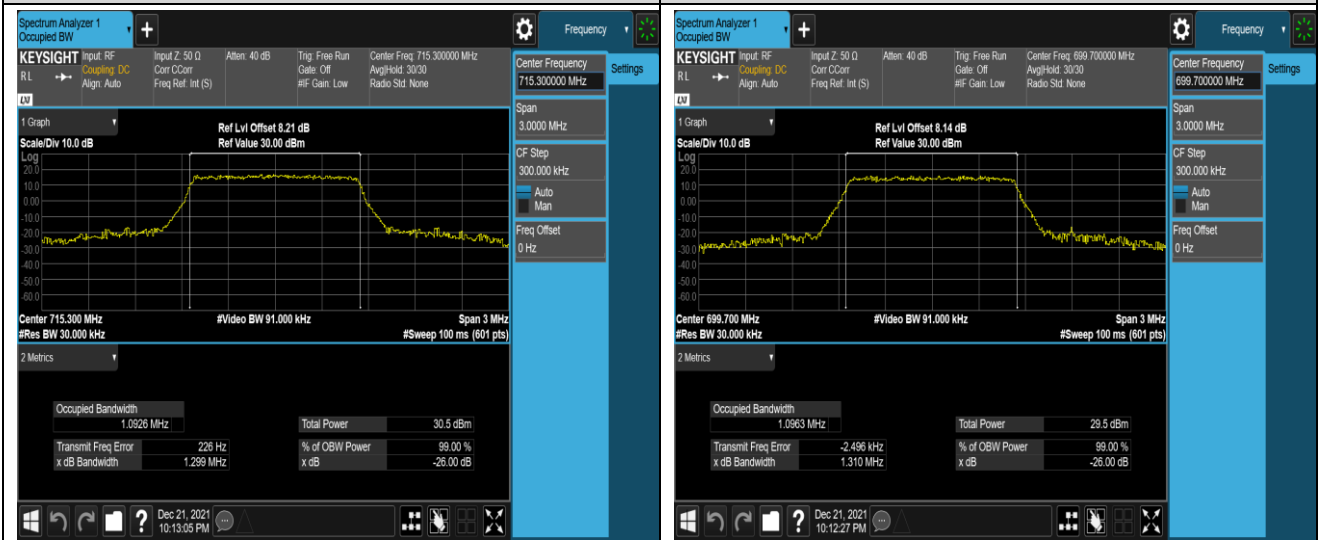 Spectrum Analyzer 1
Occupied BW
Frequency
KEYSIGHT
RL
LXI
Input: RF
Coupling: DC
Align: Auto
Input Z: 50 Ω
Corr CCorr
Freq Ref: Int (S)
Atten: 40 dB
Trig: Free Run
Gate: Off
#IF Gain: Low
Center Freq: 715.300000 MHz
Avg|Hold: 30/30
Radio Std: None
Center Frequency
715.300000 MHz
Settings
Span
3.0000 MHz
CF Step
300.000 kHz
Auto
Man
Freq Offset
0 Hz
1 Graph
Scale/Div 10.0 dB
Ref Lvl Offset 8.21 dB
Ref Value 30.00 dBm
Log
20.0
10.0
0.00
-10.0
-20.0
-30.0
-40.0
-50.0
-60.0
Center 715.300 MHz
#Res BW 30.000 kHz
#Video BW 91.000 kHz
Span 3 MHz
#Sweep 100 ms (601 pts)
2 Metrics
Occupied Bandwidth
1.0926 MHz
Total Power 30.5 dBm
Transmit Freq Error 226 Hz
% of OBW Power 99.00 %
x dB Bandwidth 1.299 MHz
x dB -26.00 dB
Dec 21, 2021
10:13:05 PM
Spectrum Analyzer 1
Occupied BW
Frequency
KEYSIGHT
RL
LXI
Input: RF
Coupling: DC
Align: Auto
Input Z: 50 Ω
Corr CCorr
Freq Ref: Int (S)
Atten: 40 dB
Trig: Free Run
Gate: Off
#IF Gain: Low
Center Freq: 699.700000 MHz
Avg|Hold: 30/30
Radio Std: None
Center Frequency
699.700000 MHz
Settings
Span
3.0000 MHz
CF Step
300.000 kHz
Auto
Man
Freq Offset
0 Hz
1 Graph
Scale/Div 10.0 dB
Ref Lvl Offset 8.14 dB
Ref Value 30.00 dBm
Log
20.0
10.0
0.00
-10.0
-20.0
-30.0
-40.0
-50.0
-60.0
Center 699.700 MHz
#Res BW 30.000 kHz
#Video BW 91.000 kHz
Span 3 MHz
#Sweep 100 ms (601 pts)
2 Metrics
Occupied Bandwidth
1.0963 MHz
Total Power 29.5 dBm
Transmit Freq Error -2.496 kHz
% of OBW Power 99.00 %
x dB Bandwidth 1.310 MHz
x dB -26.00 dB
Dec 21, 2021
10:12:27 PM